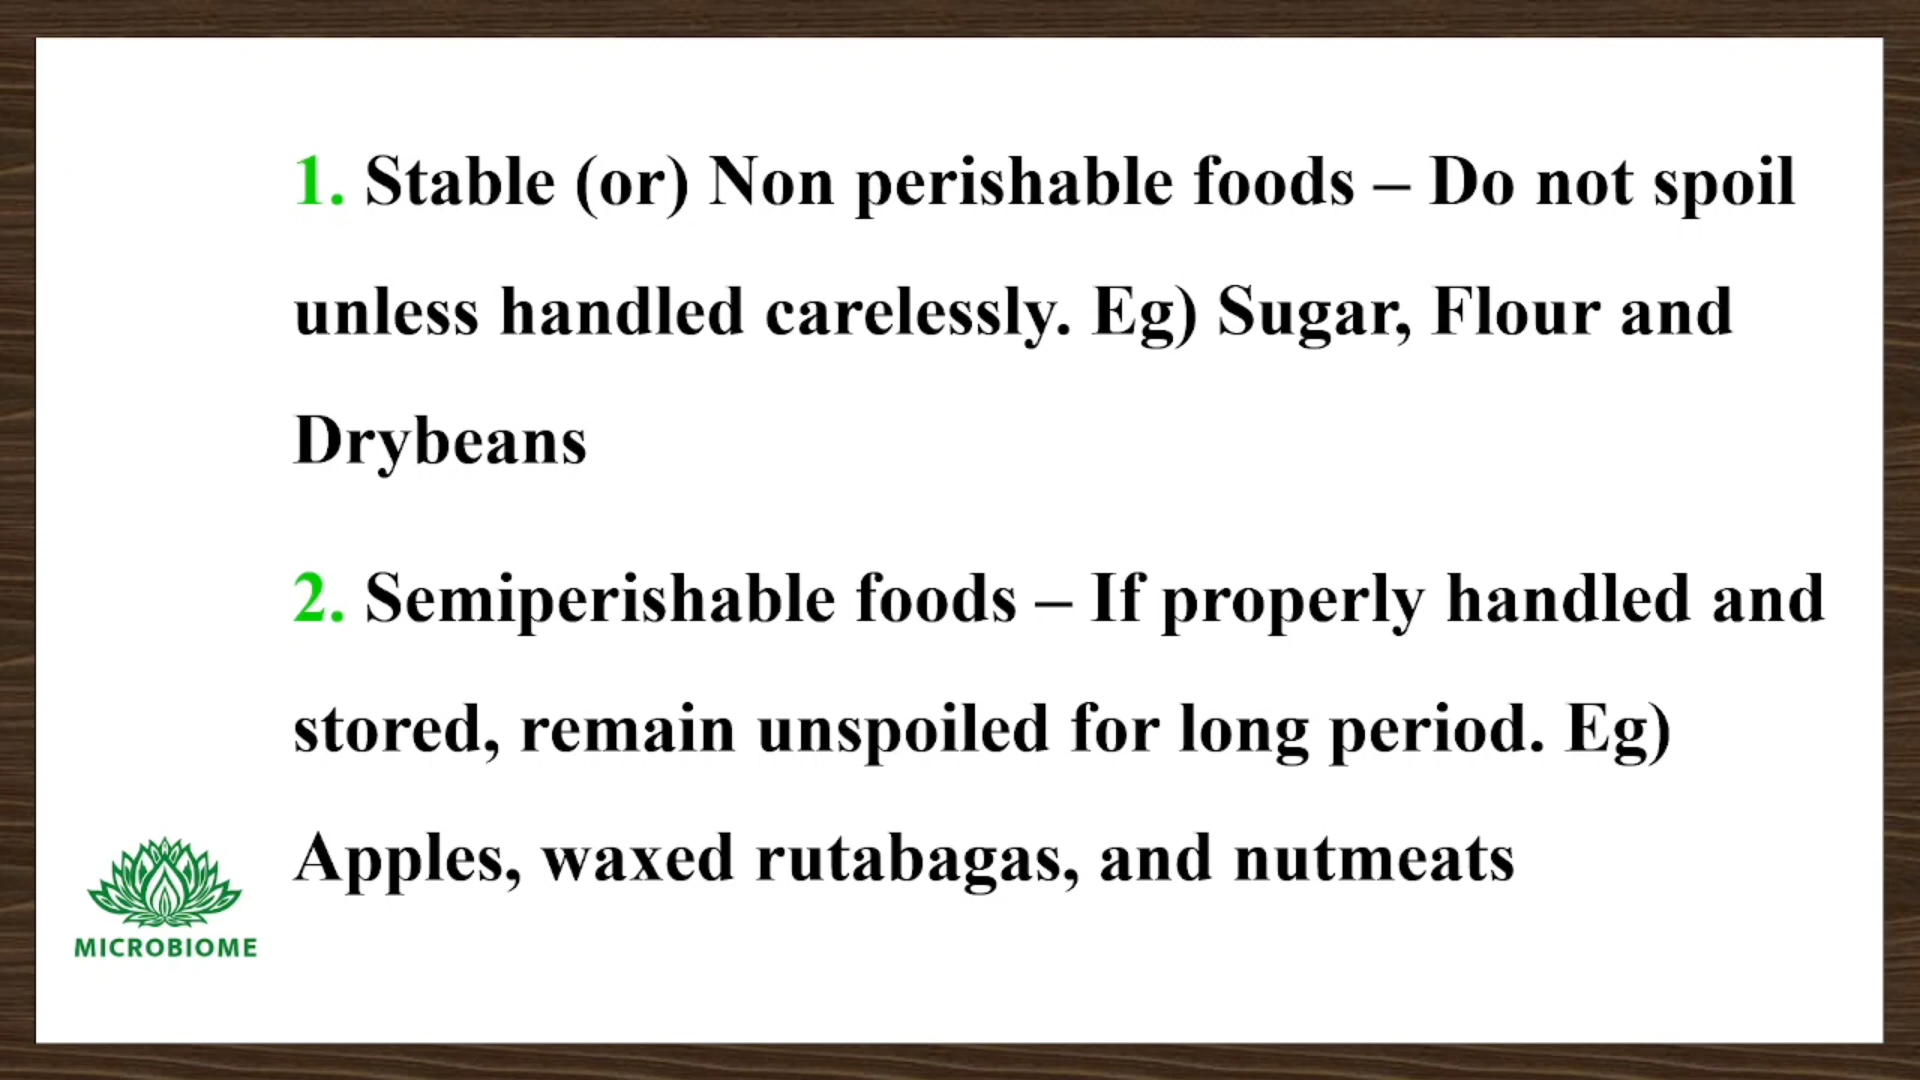 1. Stable (or) Non perishable foods – Do not spoil
unless handled carelessly. Eg) Sugar, Flour and
Drybeans
2. Semiperishable foods – If properly handled and
stored, remain unspoiled for long period. Eg)
Apples, waxed rutabagas, and nutmeats
MICROBIOME